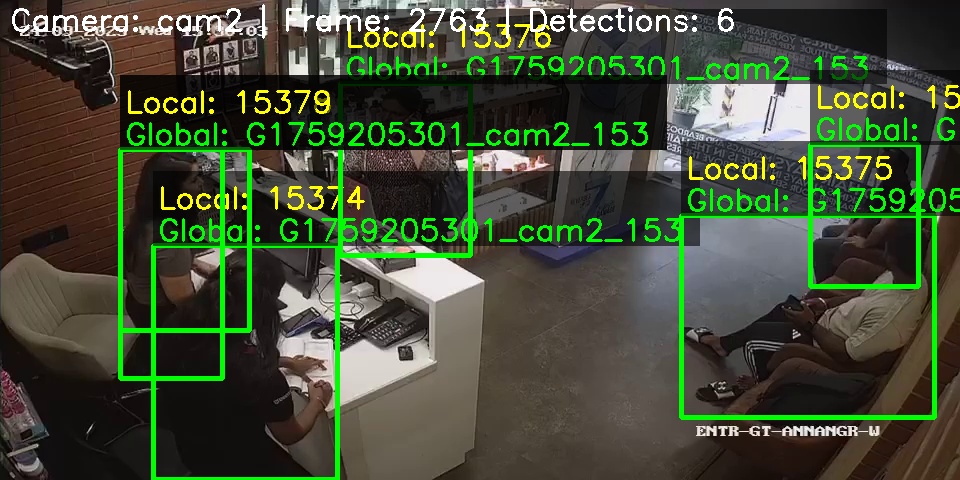 Camera: cam2 | Frame: 2763 | Detections: 6
Local: 15376
Global: G1759205301_cam2_153
Local: 15379
Global: G1759205301_cam2_153
Local: 15
Global: G
Local: 15375
Global: G1759205
Local: 15374
Global: G1759205301_cam2_153
ENTR-GT-ANNANGR-W